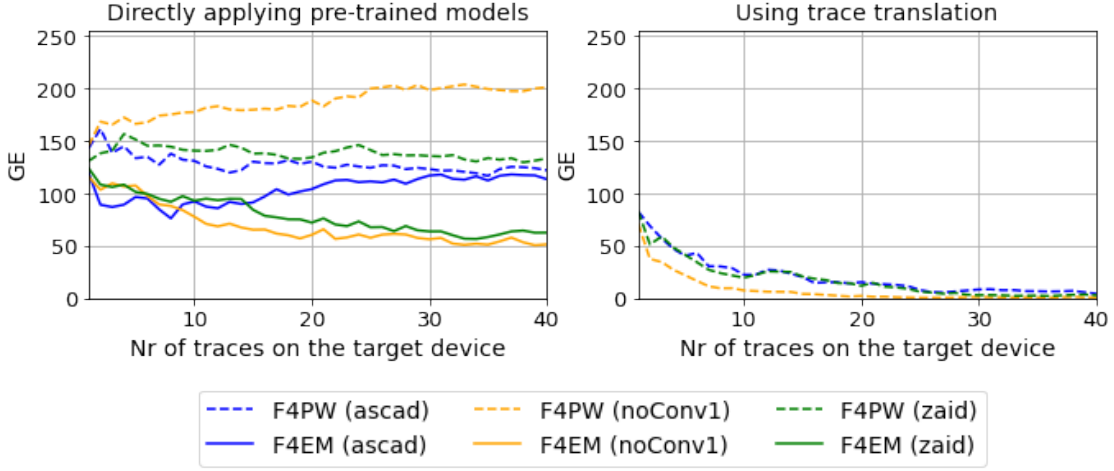 Directly applying pre-trained models
Using trace translation
GE
250
200
150
100
50
0
10
20
30
40
Nr of traces on the target device
GE
250
200
150
100
50
0
10
20
30
40
Nr of traces on the target device
F4PW (ascad)
F4PW (noConv1)
F4PW (zaid)
F4EM (ascad)
F4EM (noConv1)
F4EM (zaid)